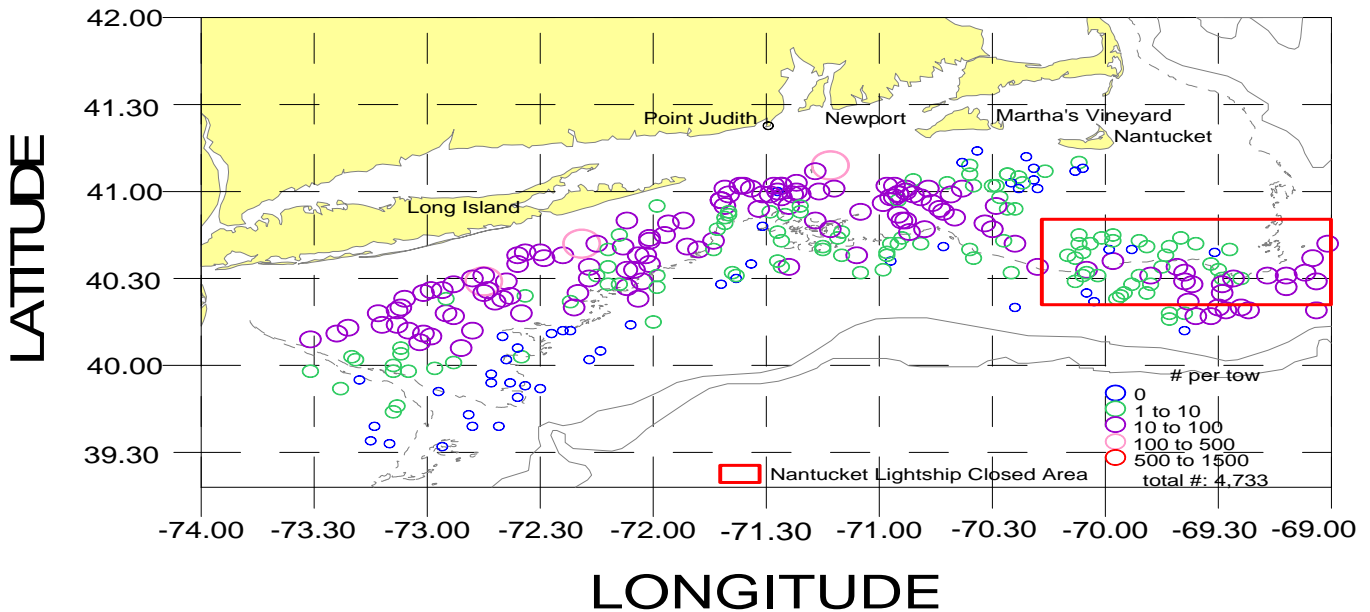 42.00
41.30
41.00
40.30
40.00
39.30
LATITUDE
Point Judith
Newport
Martha's Vineyard
Nantucket
Long Island
# per tow
0
1 to 10
10 to 100
100 to 500
500 to 1500
total #: 4,733
Nantucket Lightship Closed Area
-74.00 -73.30 -73.00 -72.30 -72.00 -71.30 -71.00 -70.30 -70.00 -69.30 -69.00
LONGITUDE